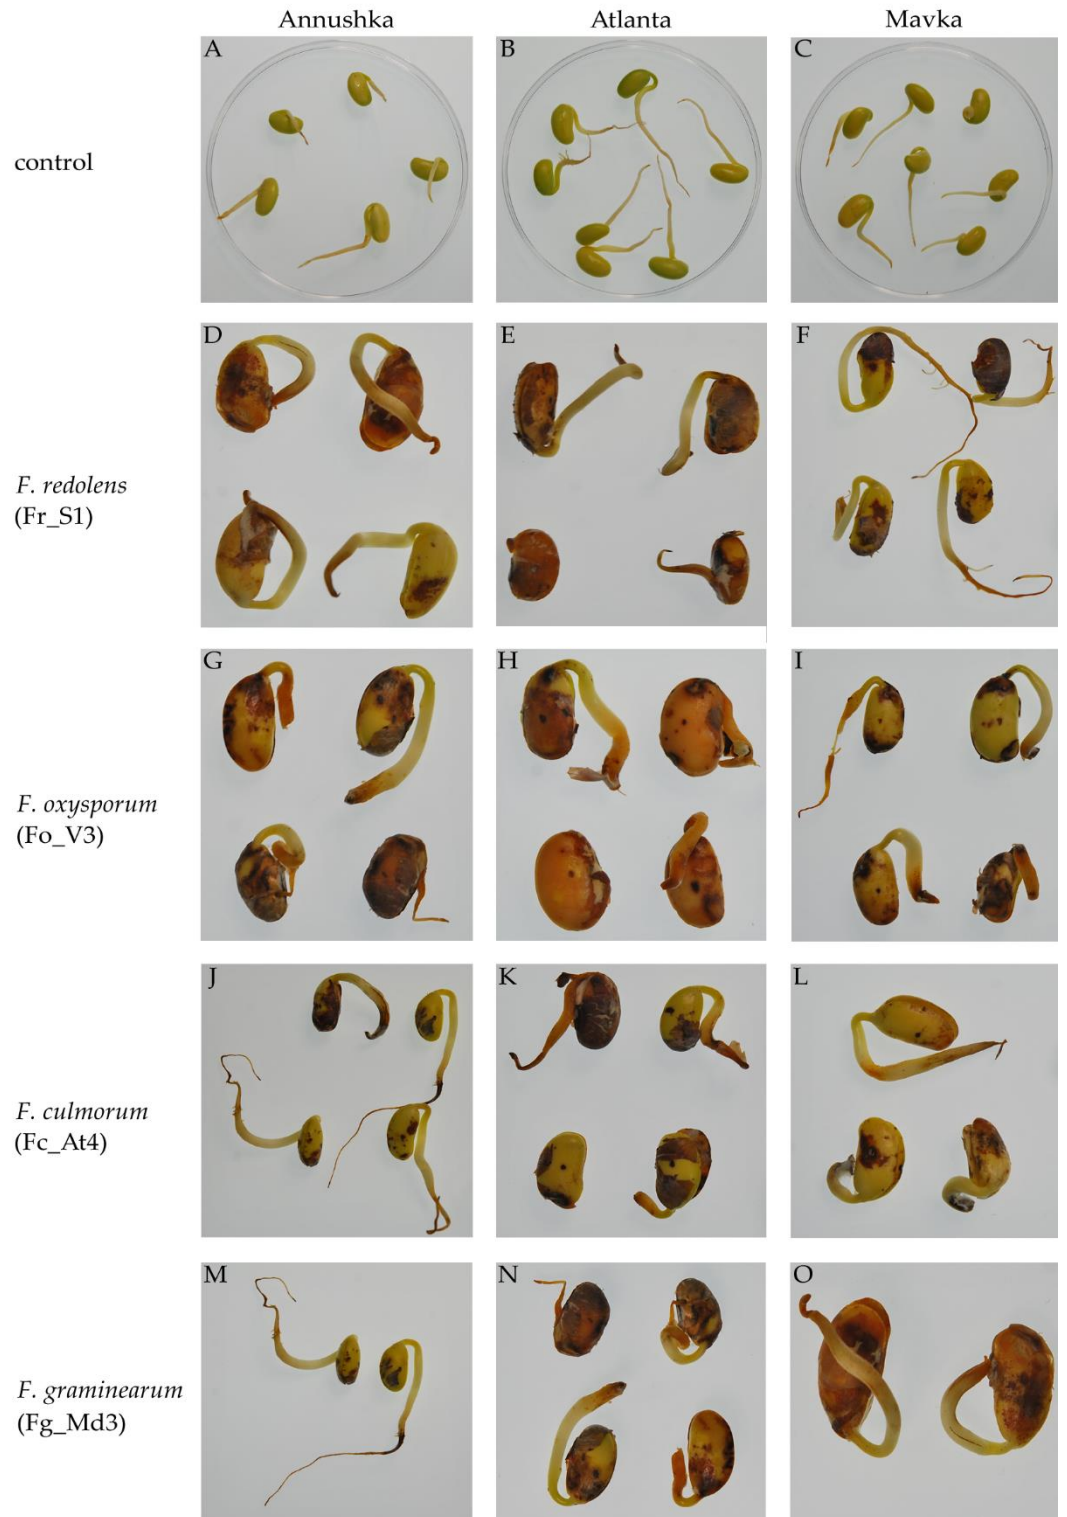 Annushka Atlanta Mavka
control
A B C
F. redolens
(Fr_S1)
D E F
F. oxysporum
(Fo_V3)
G H I
F. culmorum
(Fc_At4)
J K L
F. graminearum
(Fg_Md3)
M N O